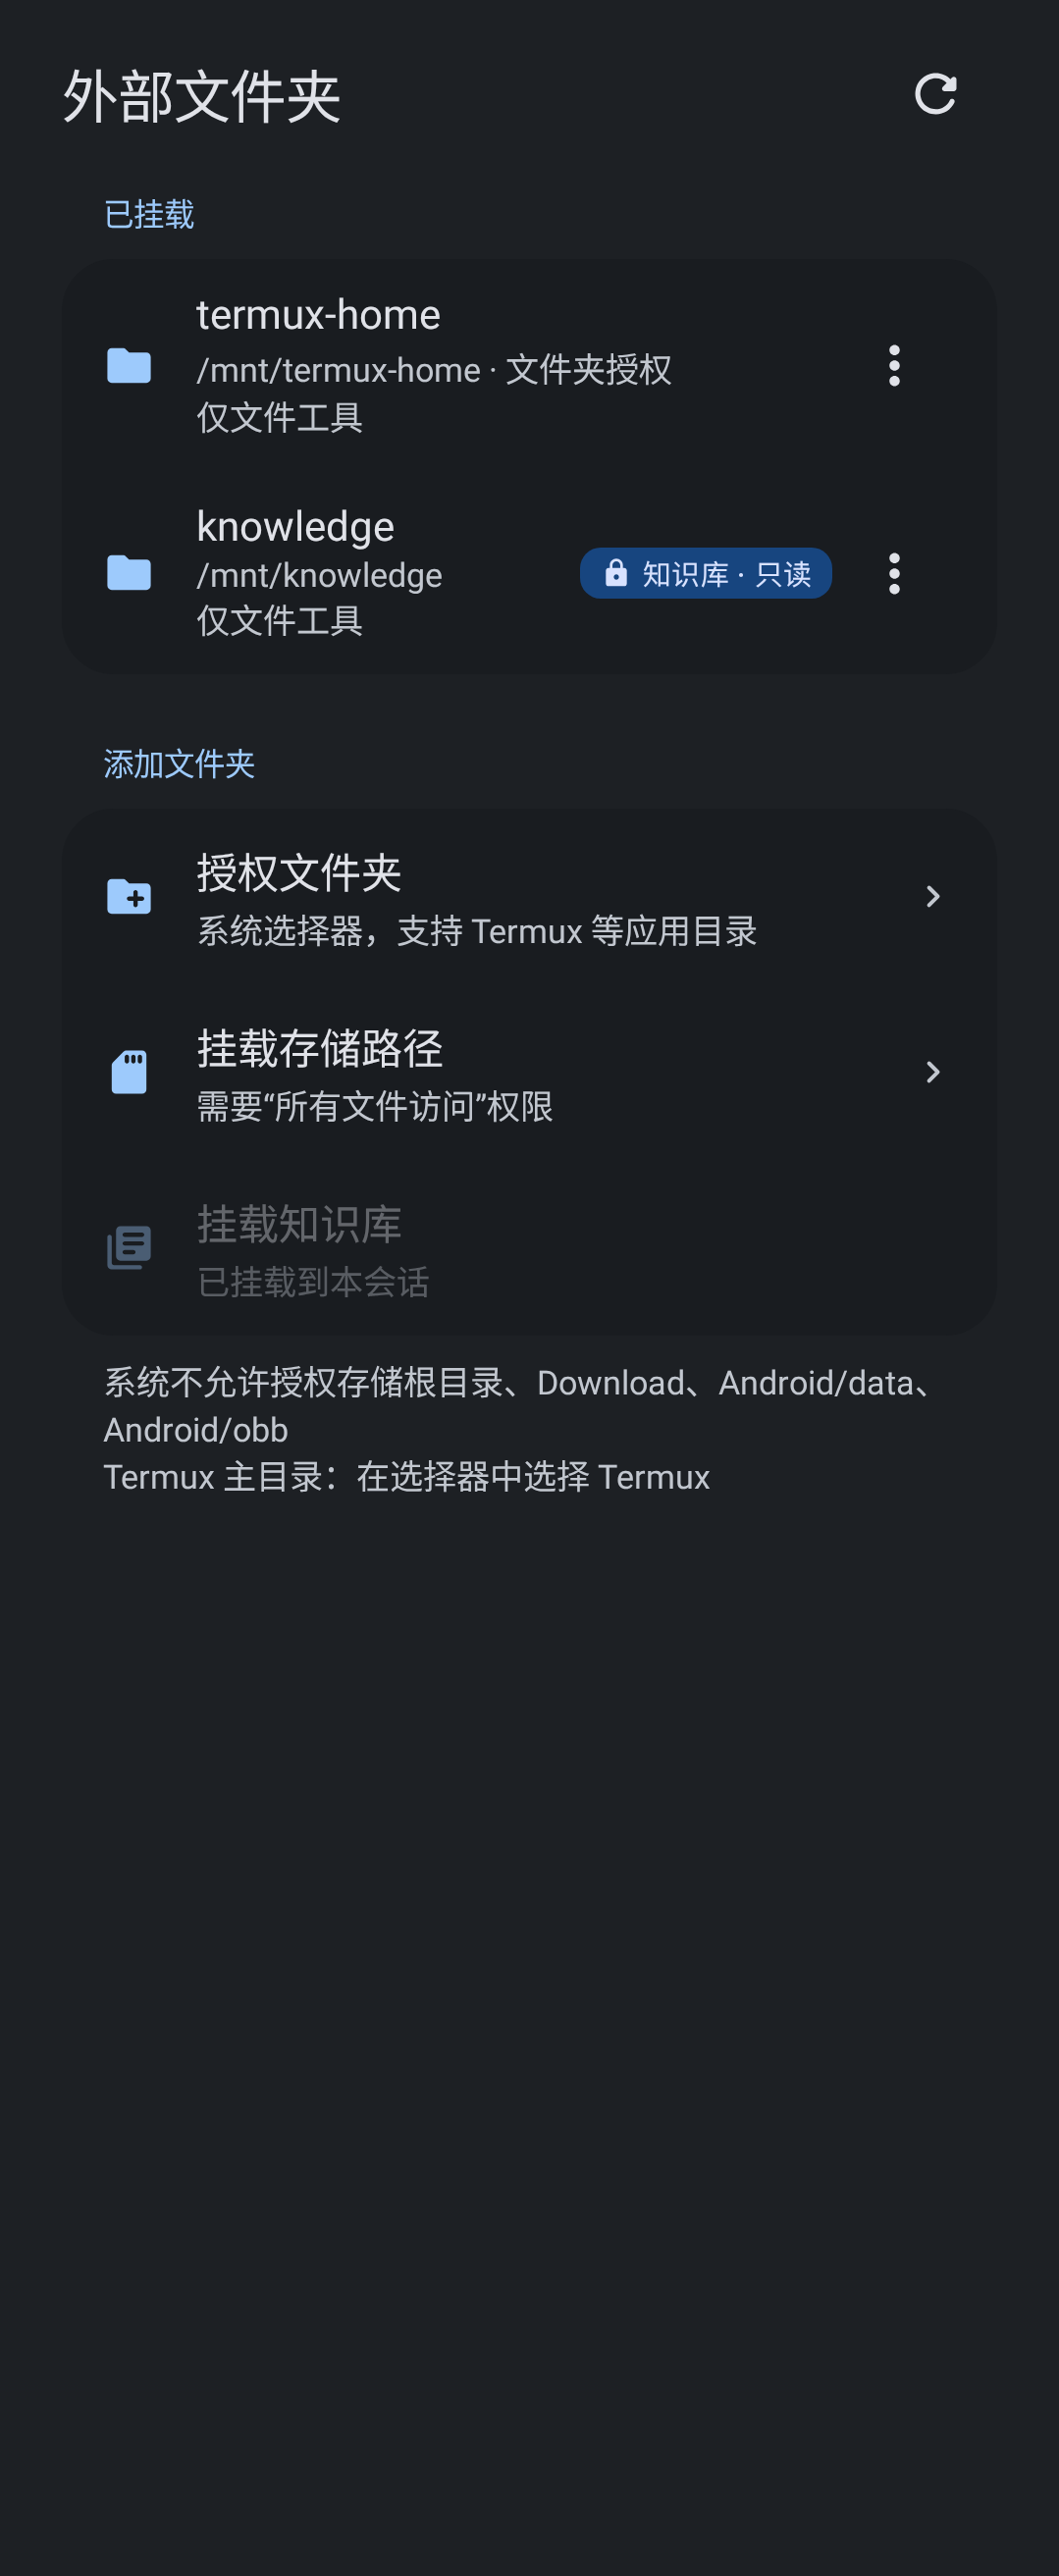 外部文件夹
已挂载
termux-home
/mnt/termux-home · 文件夹授权
仅文件工具
knowledge
/mnt/knowledge
仅文件工具
知识库 · 只读
添加文件夹
授权文件夹
系统选择器，支持 Termux 等应用目录
挂载存储路径
需要“所有文件访问”权限
挂载知识库
已挂载到本会话
系统不允许授权存储根目录、Download、Android/data、
Android/obb
Termux 主目录：在选择器中选择 Termux